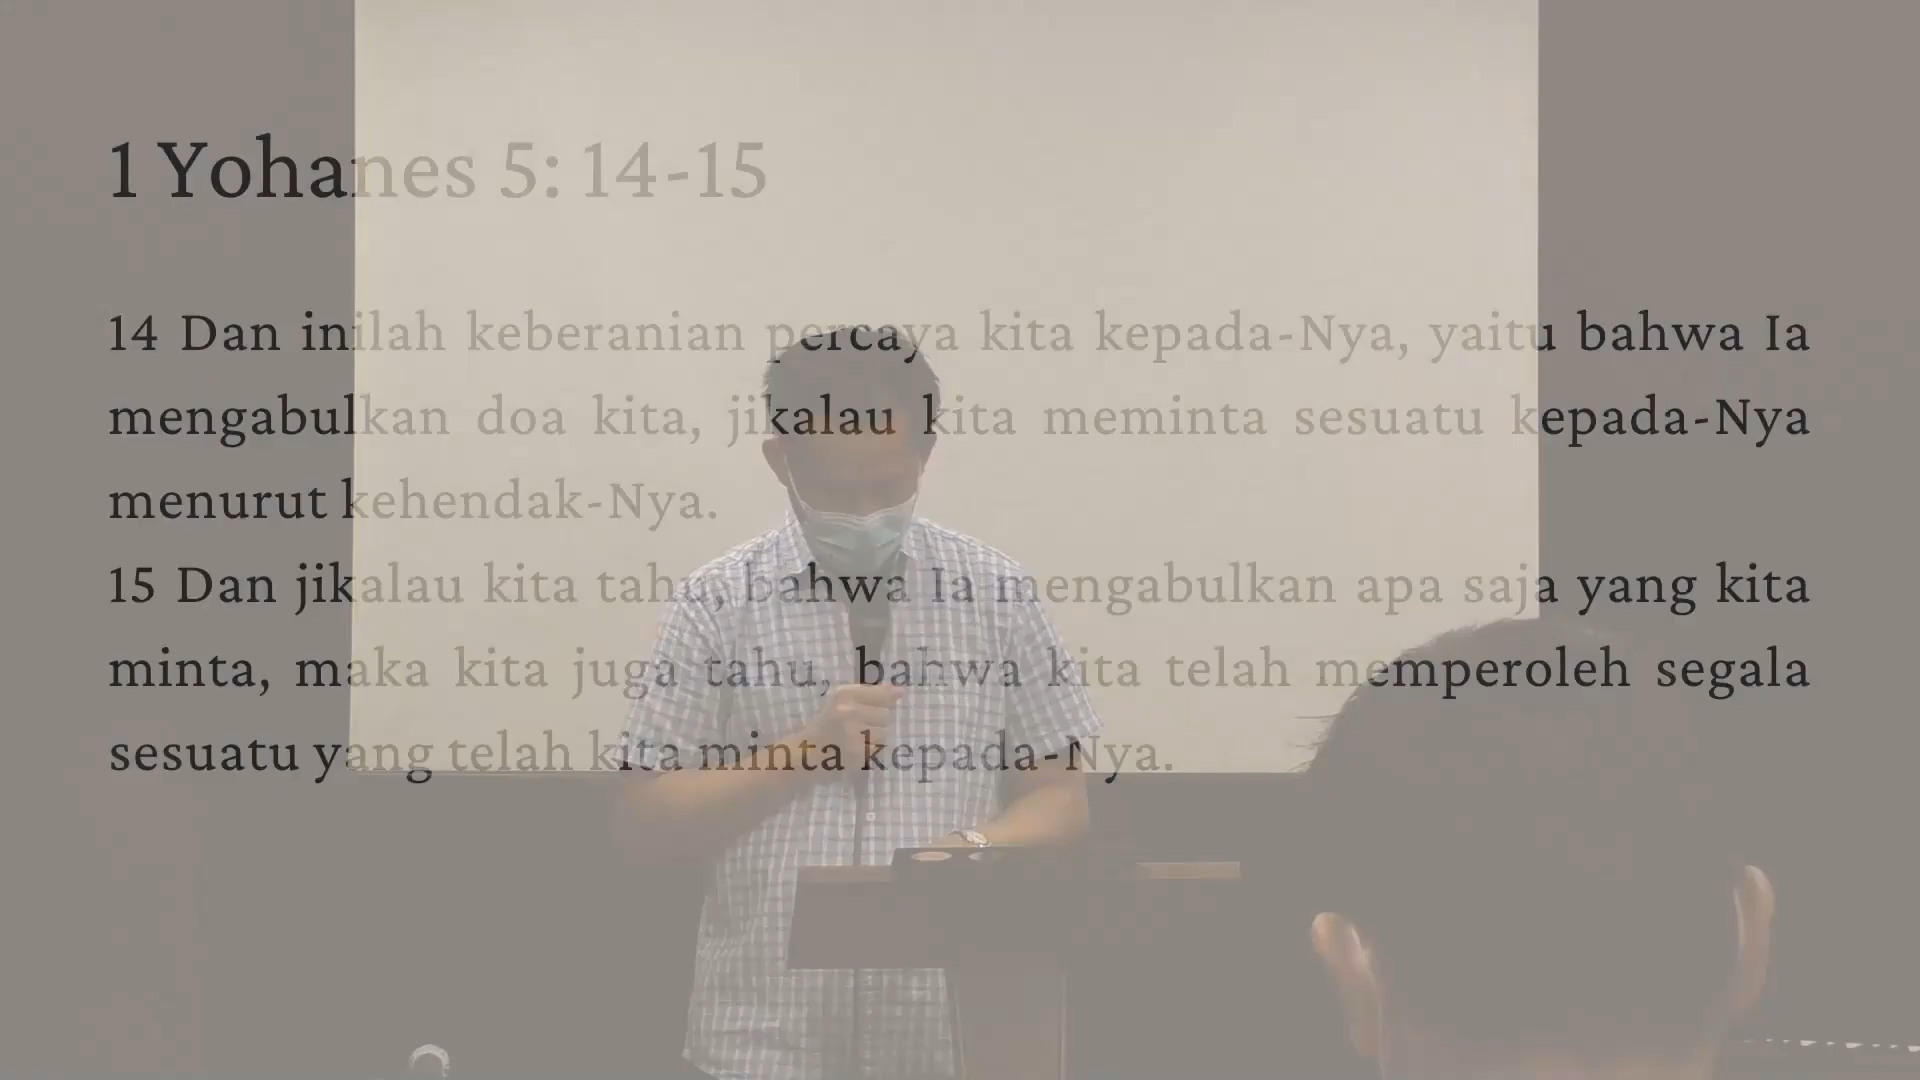 1 Yohanes 5: 14-15
14 Dan inilah keberanian percaya kita kepada-Nya, yaitu bahwa Ia
mengabulkan doa kita, jikalau kita meminta sesuatu kepada-Nya
menurut kehendak-Nya.
15 Dan jikalau kita tahu, bahwa Ia mengabulkan apa saja yang kita
minta, maka kita juga tahu, bahwa kita telah memperoleh segala
sesuatu yang telah kita minta kepada-Nya.